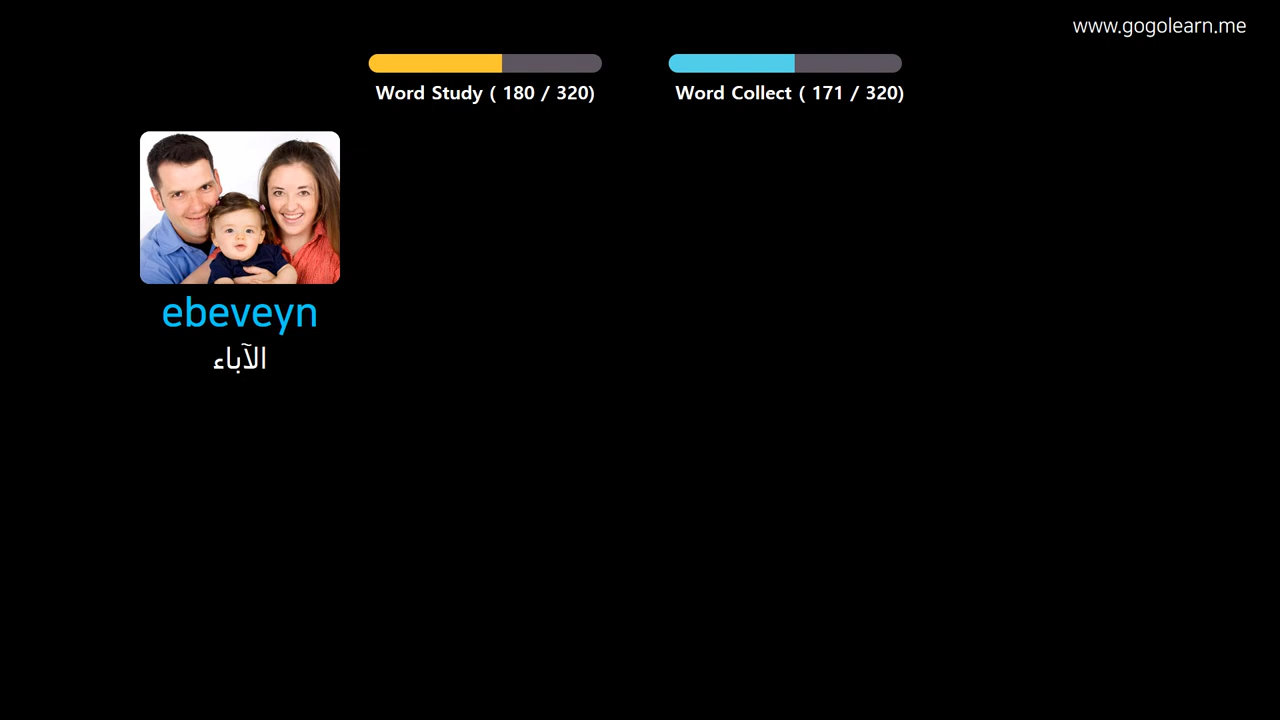 www.gogolearn.me
Word Study ( 180 / 320)
Word Collect ( 171 / 320)
ebeveyn
الآباء